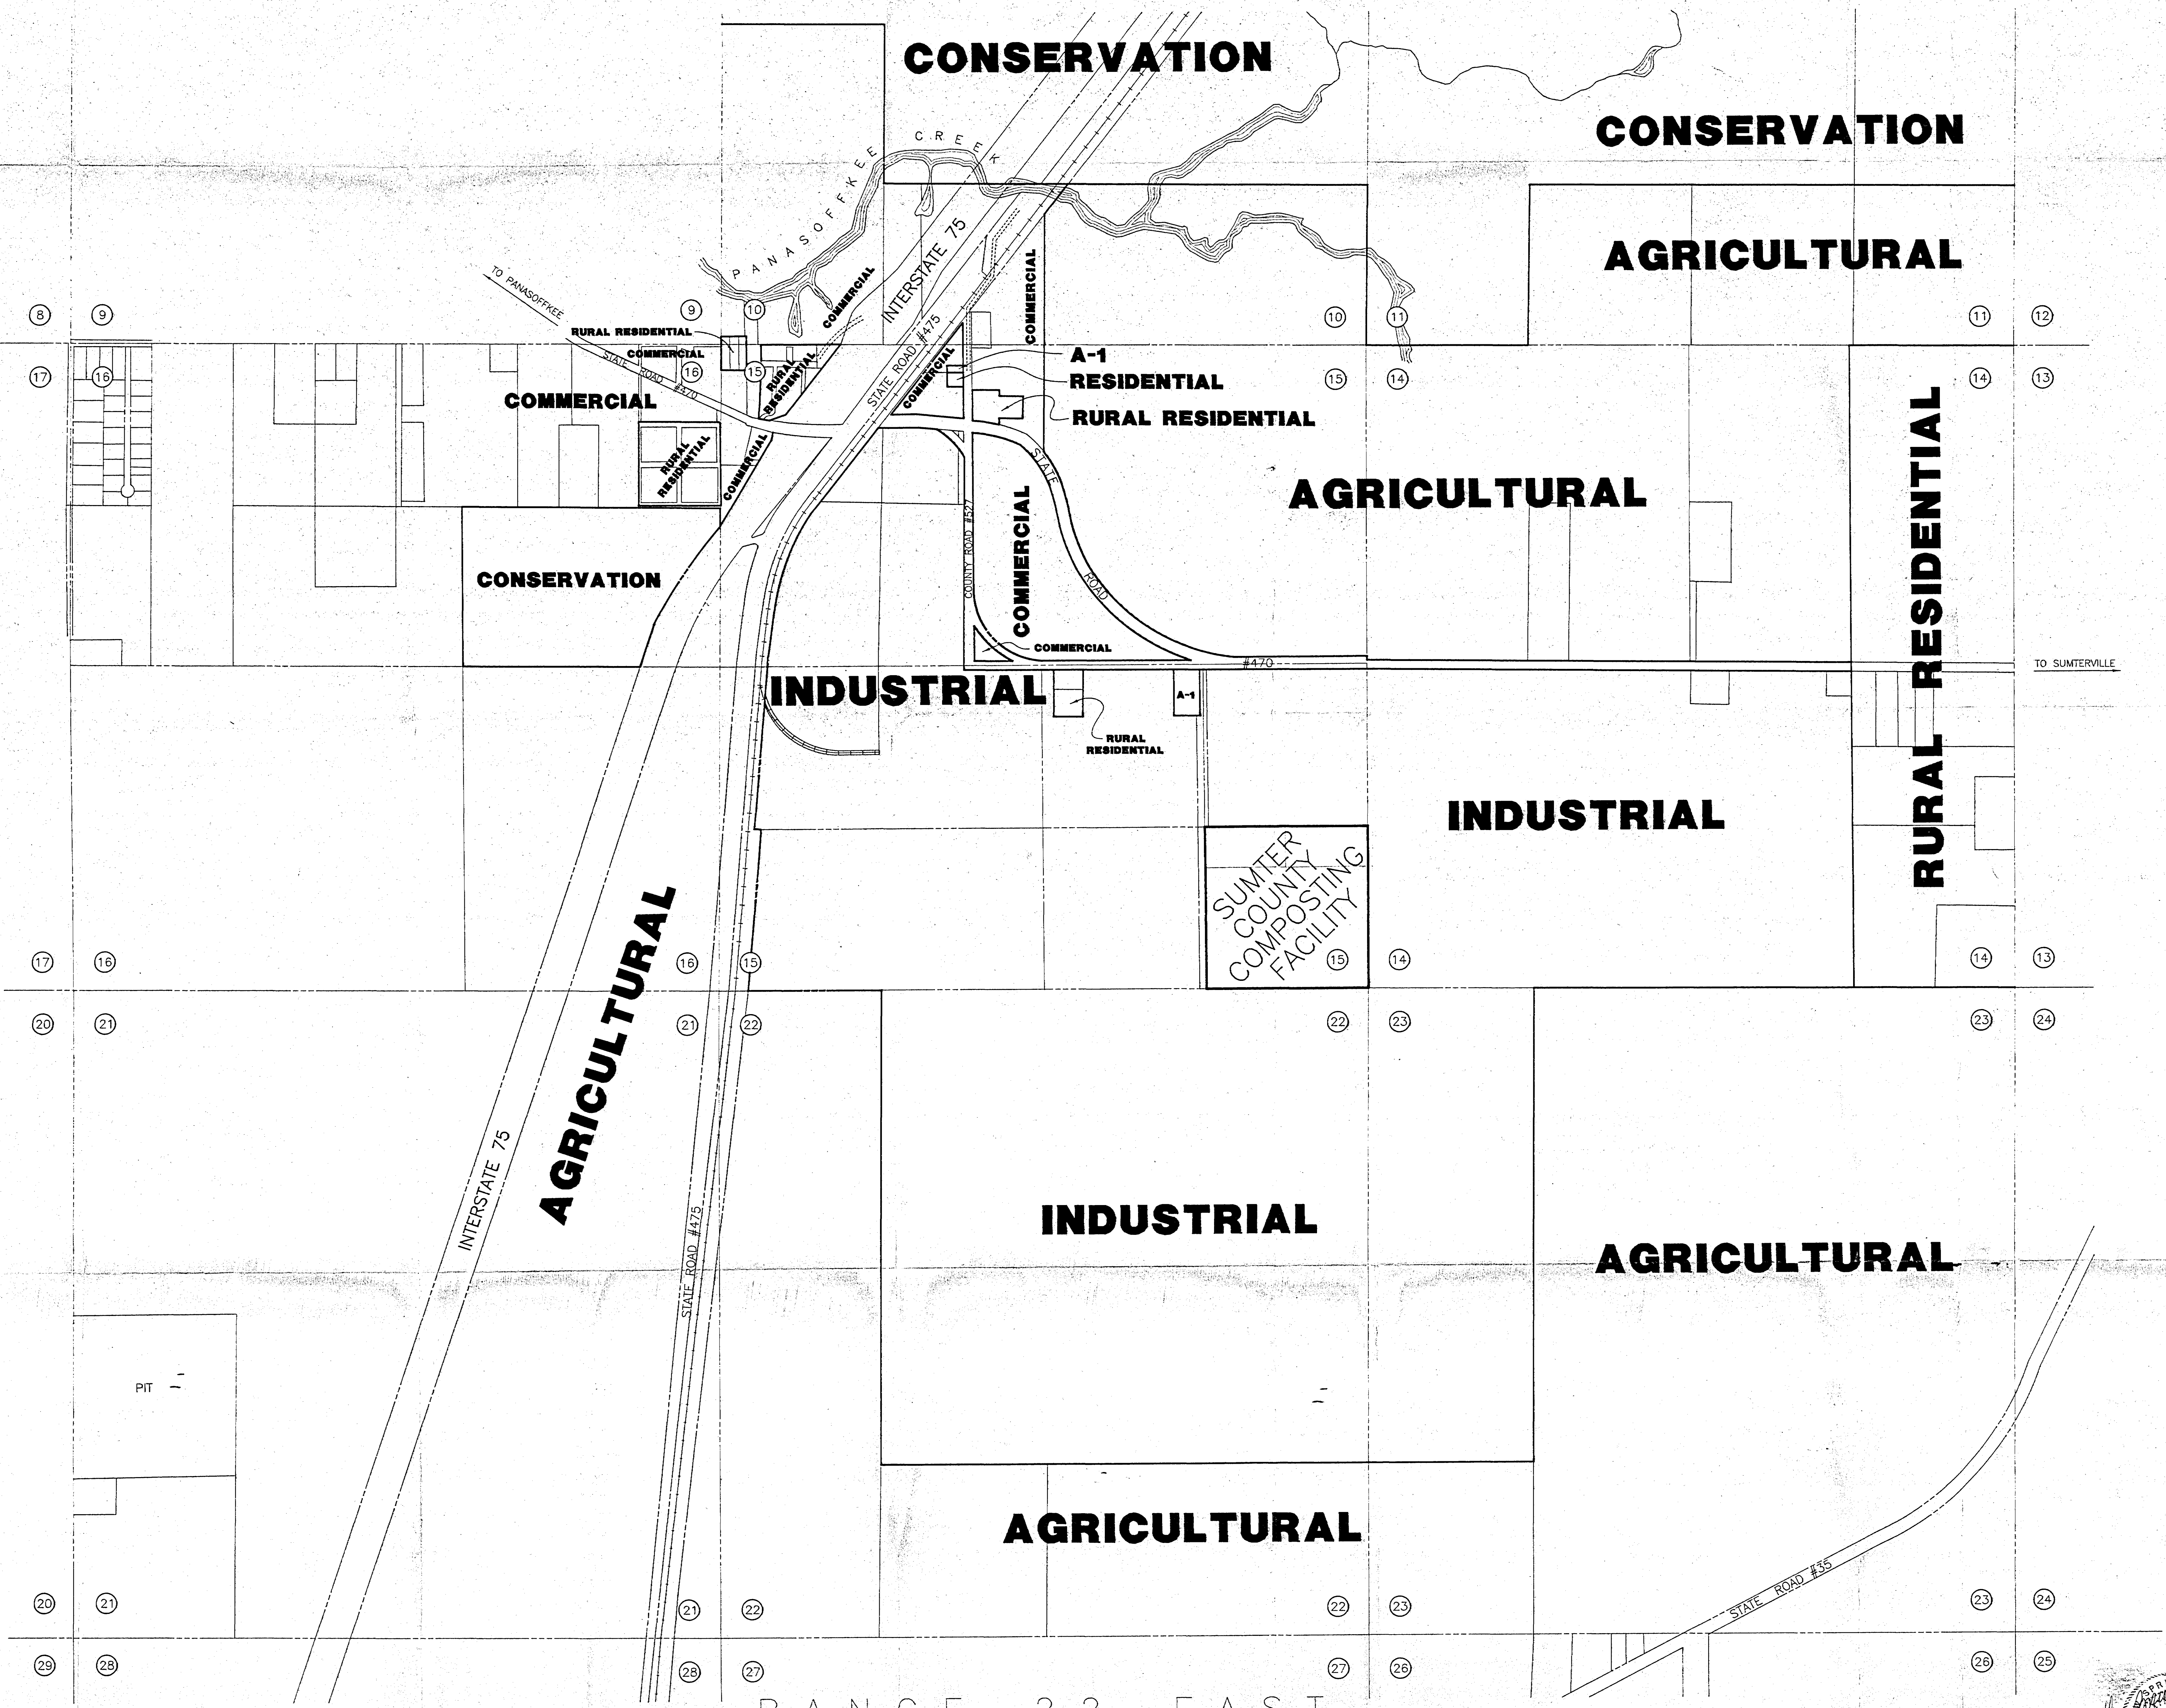 CONSERVATION
CONSERVATION
PANASOFFKEE CREEK
INTERSTATE 75
AGRICULTURAL
TO PANASOFFKEE
COMMERCIAL
COMMERCIAL
8
9
9
10
10
11
11
12
RURAL RESIDENTIAL
COMMERCIAL
STATE ROAD #470
STATE ROAD #475
COMMERCIAL
RURAL
RESIDENTIAL
A-1
RESIDENTIAL
RURAL RESIDENTIAL
17
16
16
15
15
14
14
13
COMMERCIAL
RURAL
RESIDENTIAL
COMMERCIAL
STATE
ROAD
#470
AGRICULTURAL
RURAL RESIDENTIAL
CONSERVATION
COUNTY ROAD #527
COMMERCIAL
COMMERCIAL
TO SUMTERVILLE
INDUSTRIAL
A-1
RURAL
RESIDENTIAL
INDUSTRIAL
SUMTER
COUNTY
COMPOSTING
FACILITY
AGRICULTURAL
17
16
16
15
15
14
14
13
20
21
21
22
22
23
23
24
INTERSTATE 75
STATE ROAD #475
INDUSTRIAL
AGRICULTURAL
PIT
AGRICULTURAL
STATE ROAD #35
20
21
21
22
22
23
23
24
29
28
28
27
27
26
26
25
RANGE 22 EAST